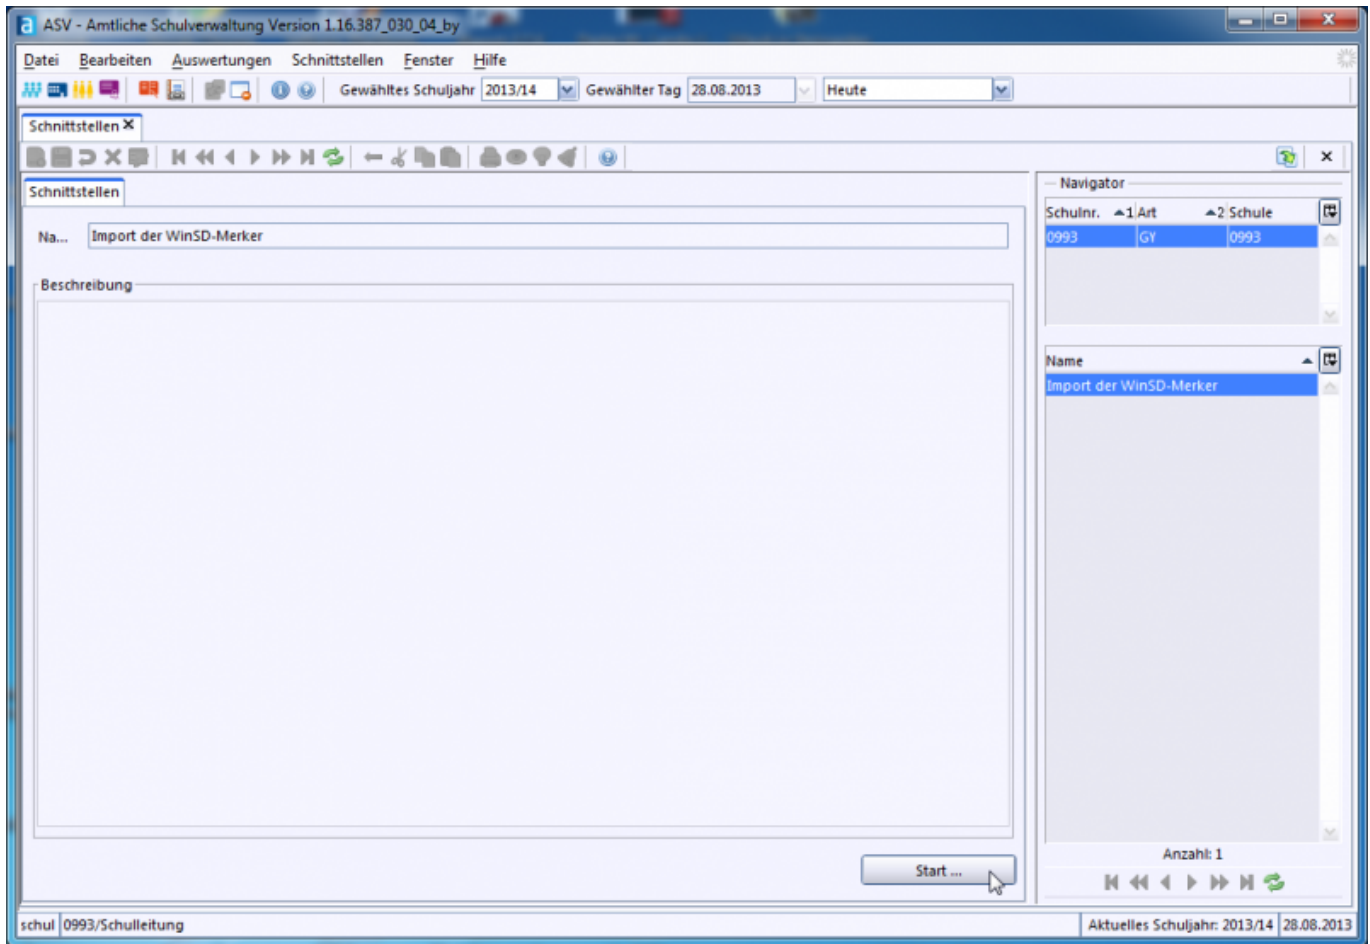 ASV - Amtliche Schulverwaltung Version 1.16.387_030_04_by
Datei Bearbeiten Auswertungen Schnittstellen Fenster Hilfe
Gewähltes Schuljahr 2013/14 Gewählter Tag 28.08.2013 Heute
Schnittstellen
Schnittstellen
Na... Import der WinSD-Merker
Beschreibung
Start ...
Navigator
Schulnr. 1 Art 2 Schule
0993 GY 0993
Name
Import der WinSD-Merker
Anzahl: 1
schul 0993/Schulleitung Aktuelles Schuljahr: 2013/14 28.08.2013